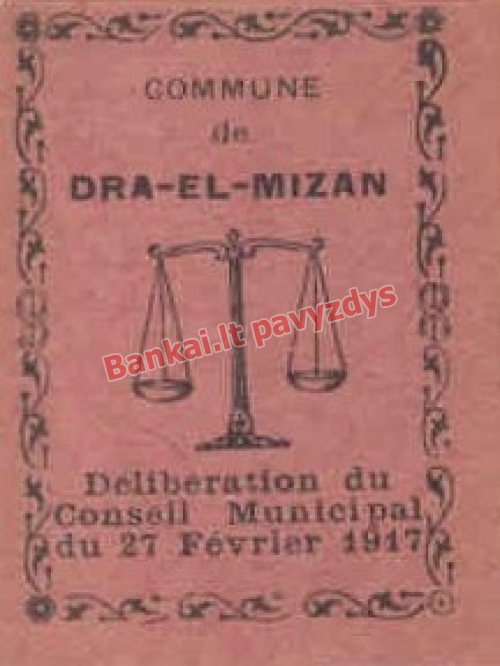 COMMUNE
de
DRA-EL-MIZAN
Bankai.lt pavyzdys
Déliberation du
Conseil Municipal
du 27 Février 1917